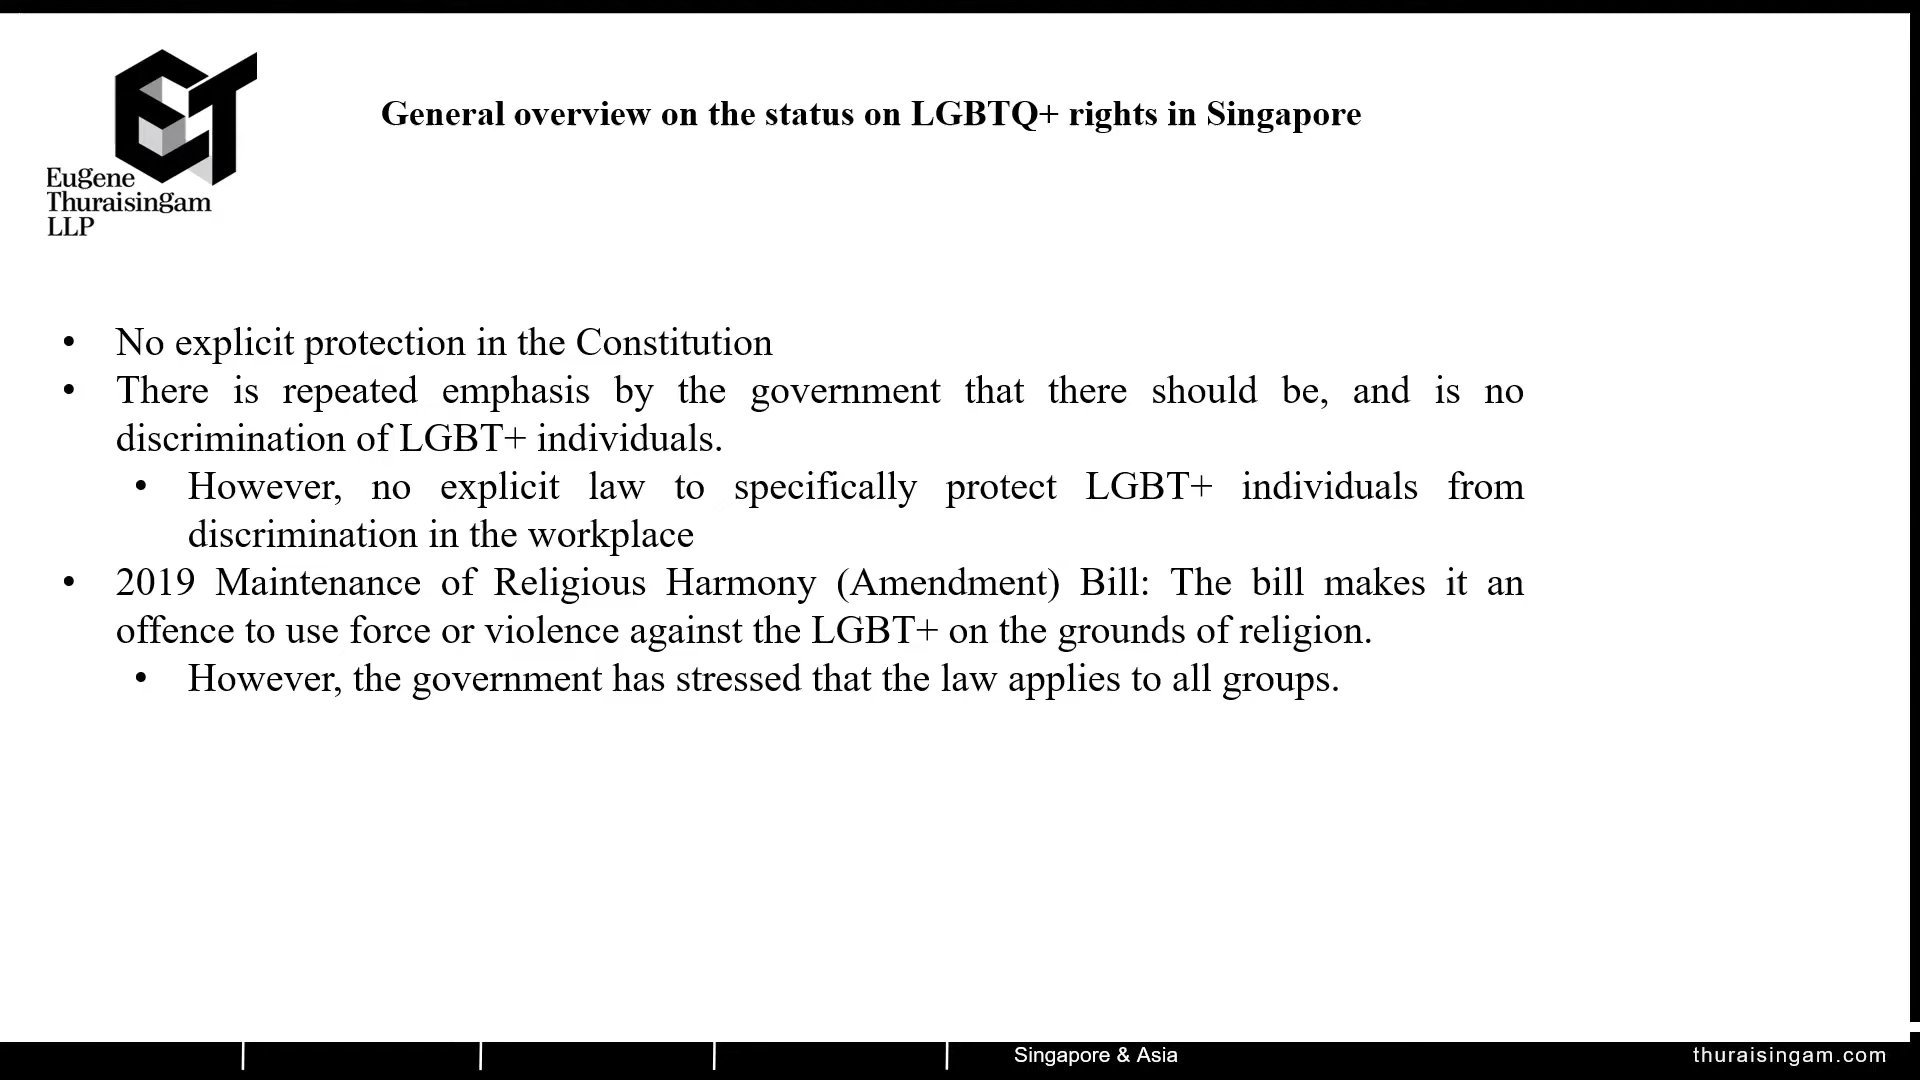 ET
Eugene
Thuraisingam
LLP
General overview on the status on LGBTQ+ rights in Singapore
• No explicit protection in the Constitution
• There is repeated emphasis by the government that there should be, and is no
discrimination of LGBT+ individuals.
• However, no explicit law to specifically protect LGBT+ individuals from
discrimination in the workplace
• 2019 Maintenance of Religious Harmony (Amendment) Bill: The bill makes it an
offence to use force or violence against the LGBT+ on the grounds of religion.
• However, the government has stressed that the law applies to all groups.
Singapore & Asia
thuraisingam.com